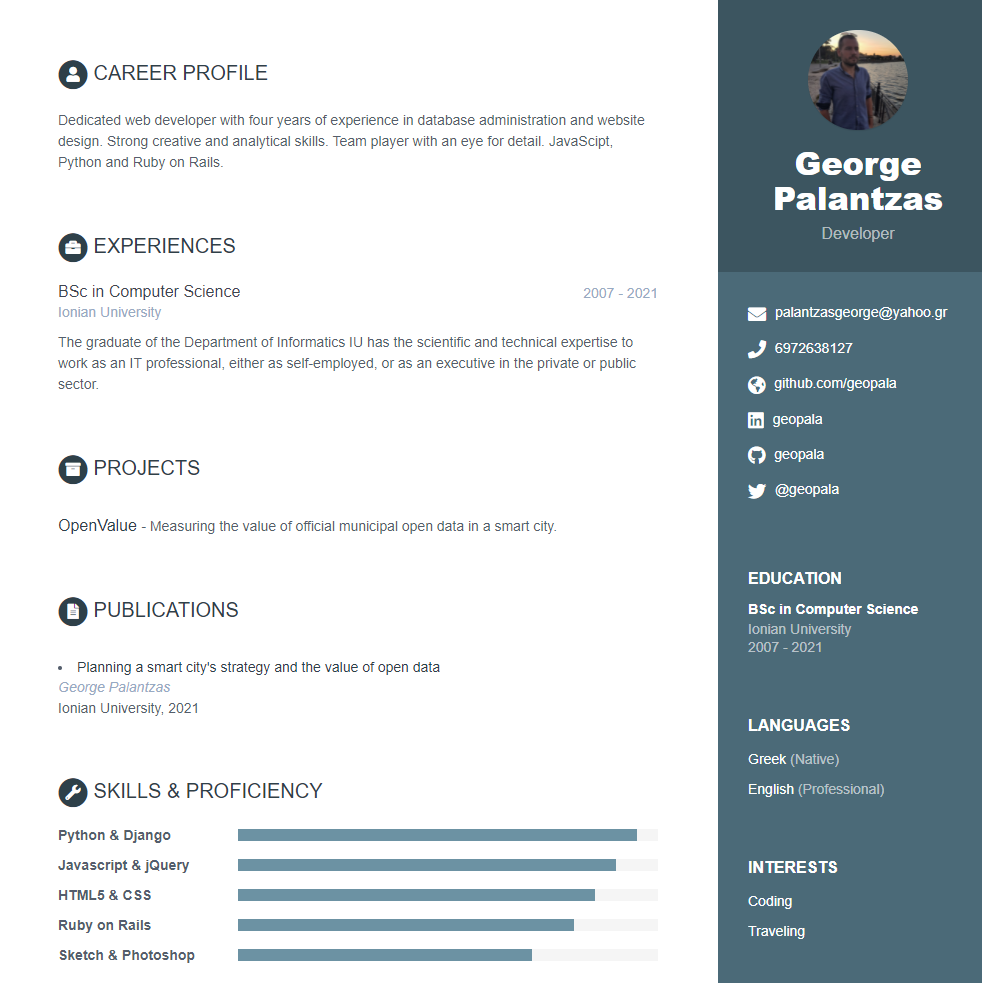 CAREER PROFILE
Dedicated web developer with four years of experience in database administration and website
design. Strong creative and analytical skills. Team player with an eye for detail. JavaScipt,
Python and Ruby on Rails.
EXPERIENCES
BSc in Computer Science
2007 - 2021
Ionian University
The graduate of the Department of Informatics IU has the scientific and technical expertise to
work as an IT professional, either as self-employed, or as an executive in the private or public
sector.
PROJECTS
OpenValue - Measuring the value of official municipal open data in a smart city.
PUBLICATIONS
• Planning a smart city's strategy and the value of open data
George Palantzas
Ionian University, 2021
SKILLS & PROFICIENCY
Python & Django
Javascript & jQuery
HTML5 & CSS
Ruby on Rails
Sketch & Photoshop
George
Palantzas
Developer
palantzasgeorge@yahoo.gr
6972638127
github.com/geopala
geopala
geopala
@geopala
EDUCATION
BSc in Computer Science
Ionian University
2007 - 2021
LANGUAGES
Greek (Native)
English (Professional)
INTERESTS
Coding
Traveling